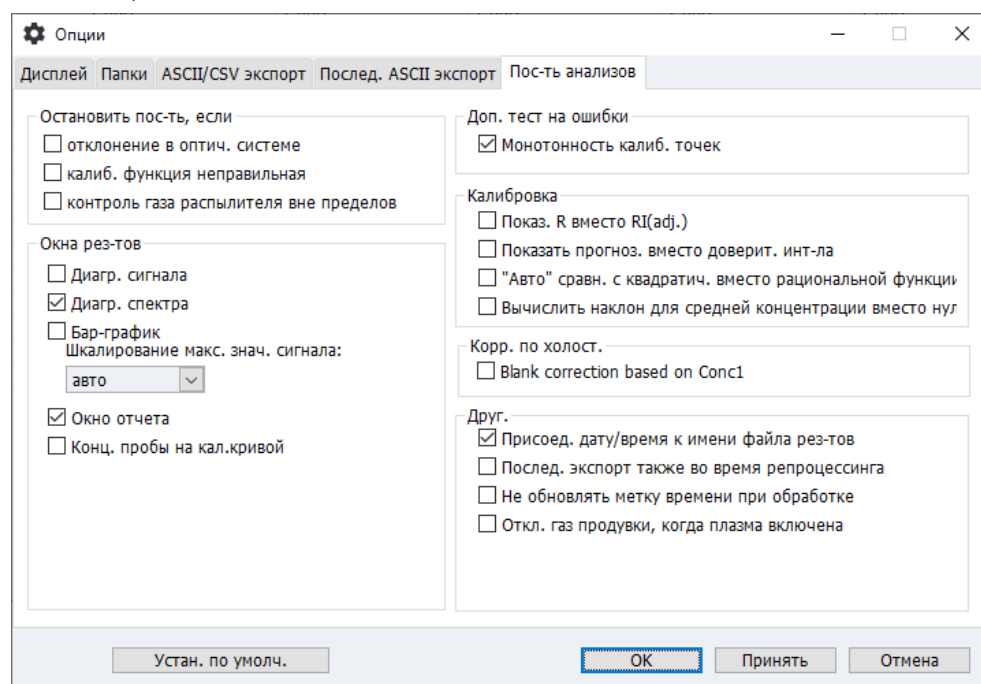 Опции
Дисплей Папки ASCII/CSV экспорт Послед. ASCII экспорт Пос-ть анализов
Остановить пос-ть, если
отклонение в оптич. системе
калиб. функция неправильная
контроль газа распылителя вне пределов
Окна рез-тов
Диагр. сигнала
Диагр. спектра
Бар-график
Шкалирование макс. знач. сигнала:
авто
Окно отчета
Конц. пробы на кал.кривой
Доп. тест на ошибки
Монотонность калиб. точек
Калибровка
Показ. R вместо RI(adj.)
Показать прогноз. вместо доверит. инт-ла
"Авто" сравн. с квадратич. вместо рациональной функции
Вычислить наклон для средней концентрации вместо нул
Корр. по холост.
Blank correction based on Conc1
Друг.
Присоед. дату/время к имени файла рез-тов
Послед. экспорт также во время репроцессинга
Не обновлять метку времени при обработке
Откл. газ продувки, когда плазма включена
Устан. по умолч. OK Принять Отмена